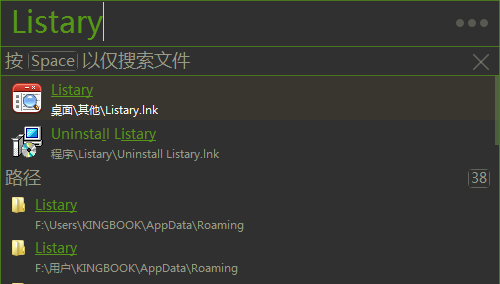 Listary
按 Space 以仅搜索文件
Listary
桌面\其他\Listary.lnk
Uninstall Listary
程序\Listary\Uninstall Listary.lnk
路径 38
Listary
F:\Users\KINGBOOK\AppData\Roaming
Listary
F:\用户\KINGBOOK\AppData\Roaming